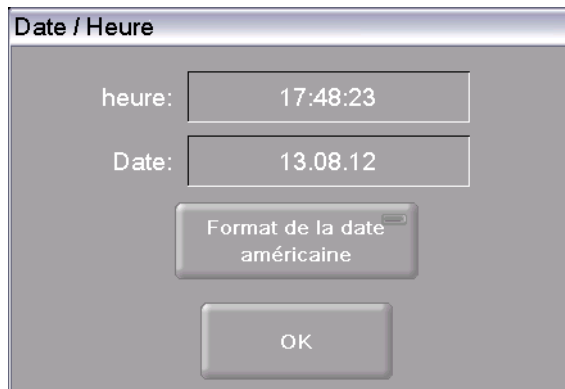 Date / Heure
heure: 17:48:23
Date: 13.08.12
Format de la date
américaine
OK